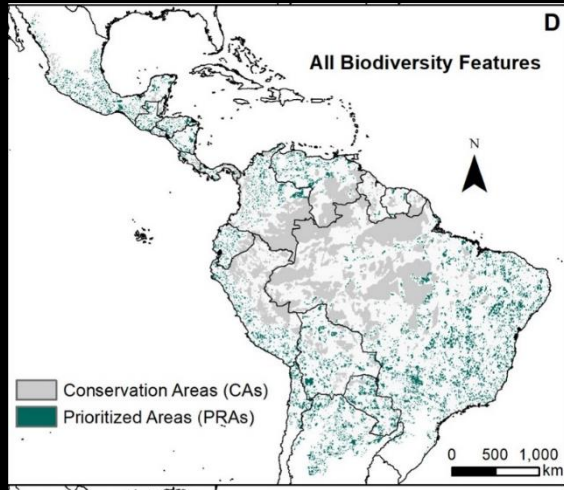 D
All Biodiversity Features
N
Conservation Areas (CAs)
Prioritized Areas (PRAs)
0 500 1,000
km